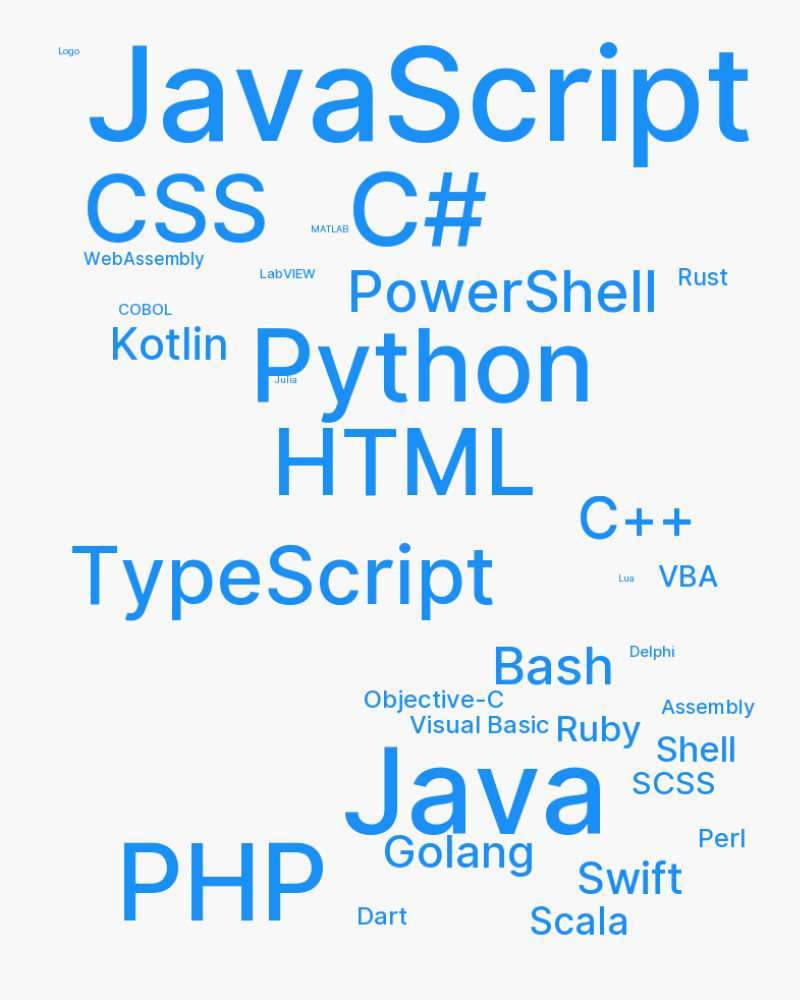 Logo
JavaScript
CSS
MATLAB
C#
WebAssembly
LabVIEW
PowerShell
Rust
COBOL
Kotlin
Python
Julia
HTML
C++
TypeScript
Lua
VBA
Bash
Delphi
Objective-C
Assembly
Visual Basic
Ruby
Shell
Java
SCSS
Golang
Perl
PHP
Swift
Dart
Scala